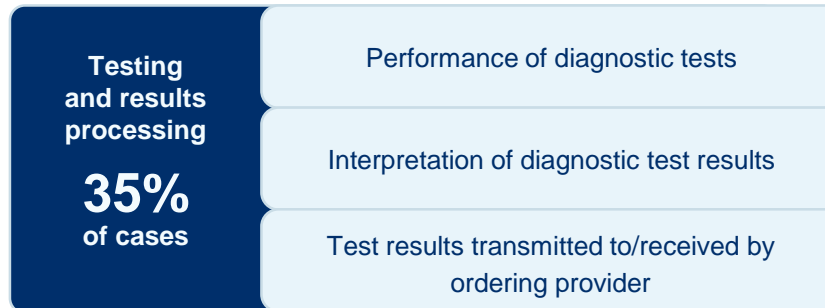 Testing
and results
processing
35%
of cases
Performance of diagnostic tests
Interpretation of diagnostic test results
Test results transmitted to/received by
ordering provider